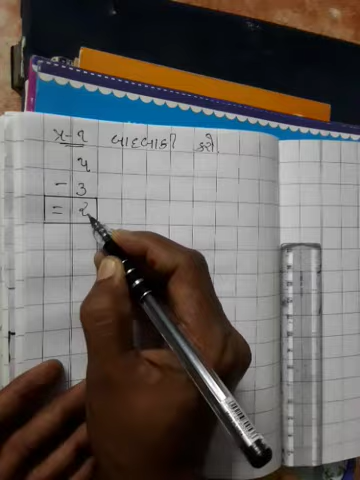 પ્ર-૧ બાદબાકી કરો.
૫
- ૩
= ૨